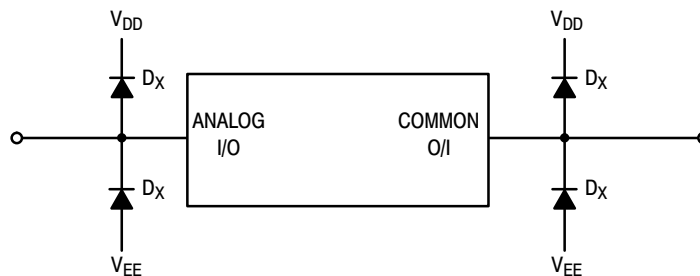 VDD
VDD
DX
DX
ANALOG
I/O
COMMON
O/I
DX
DX
VEE
VEE